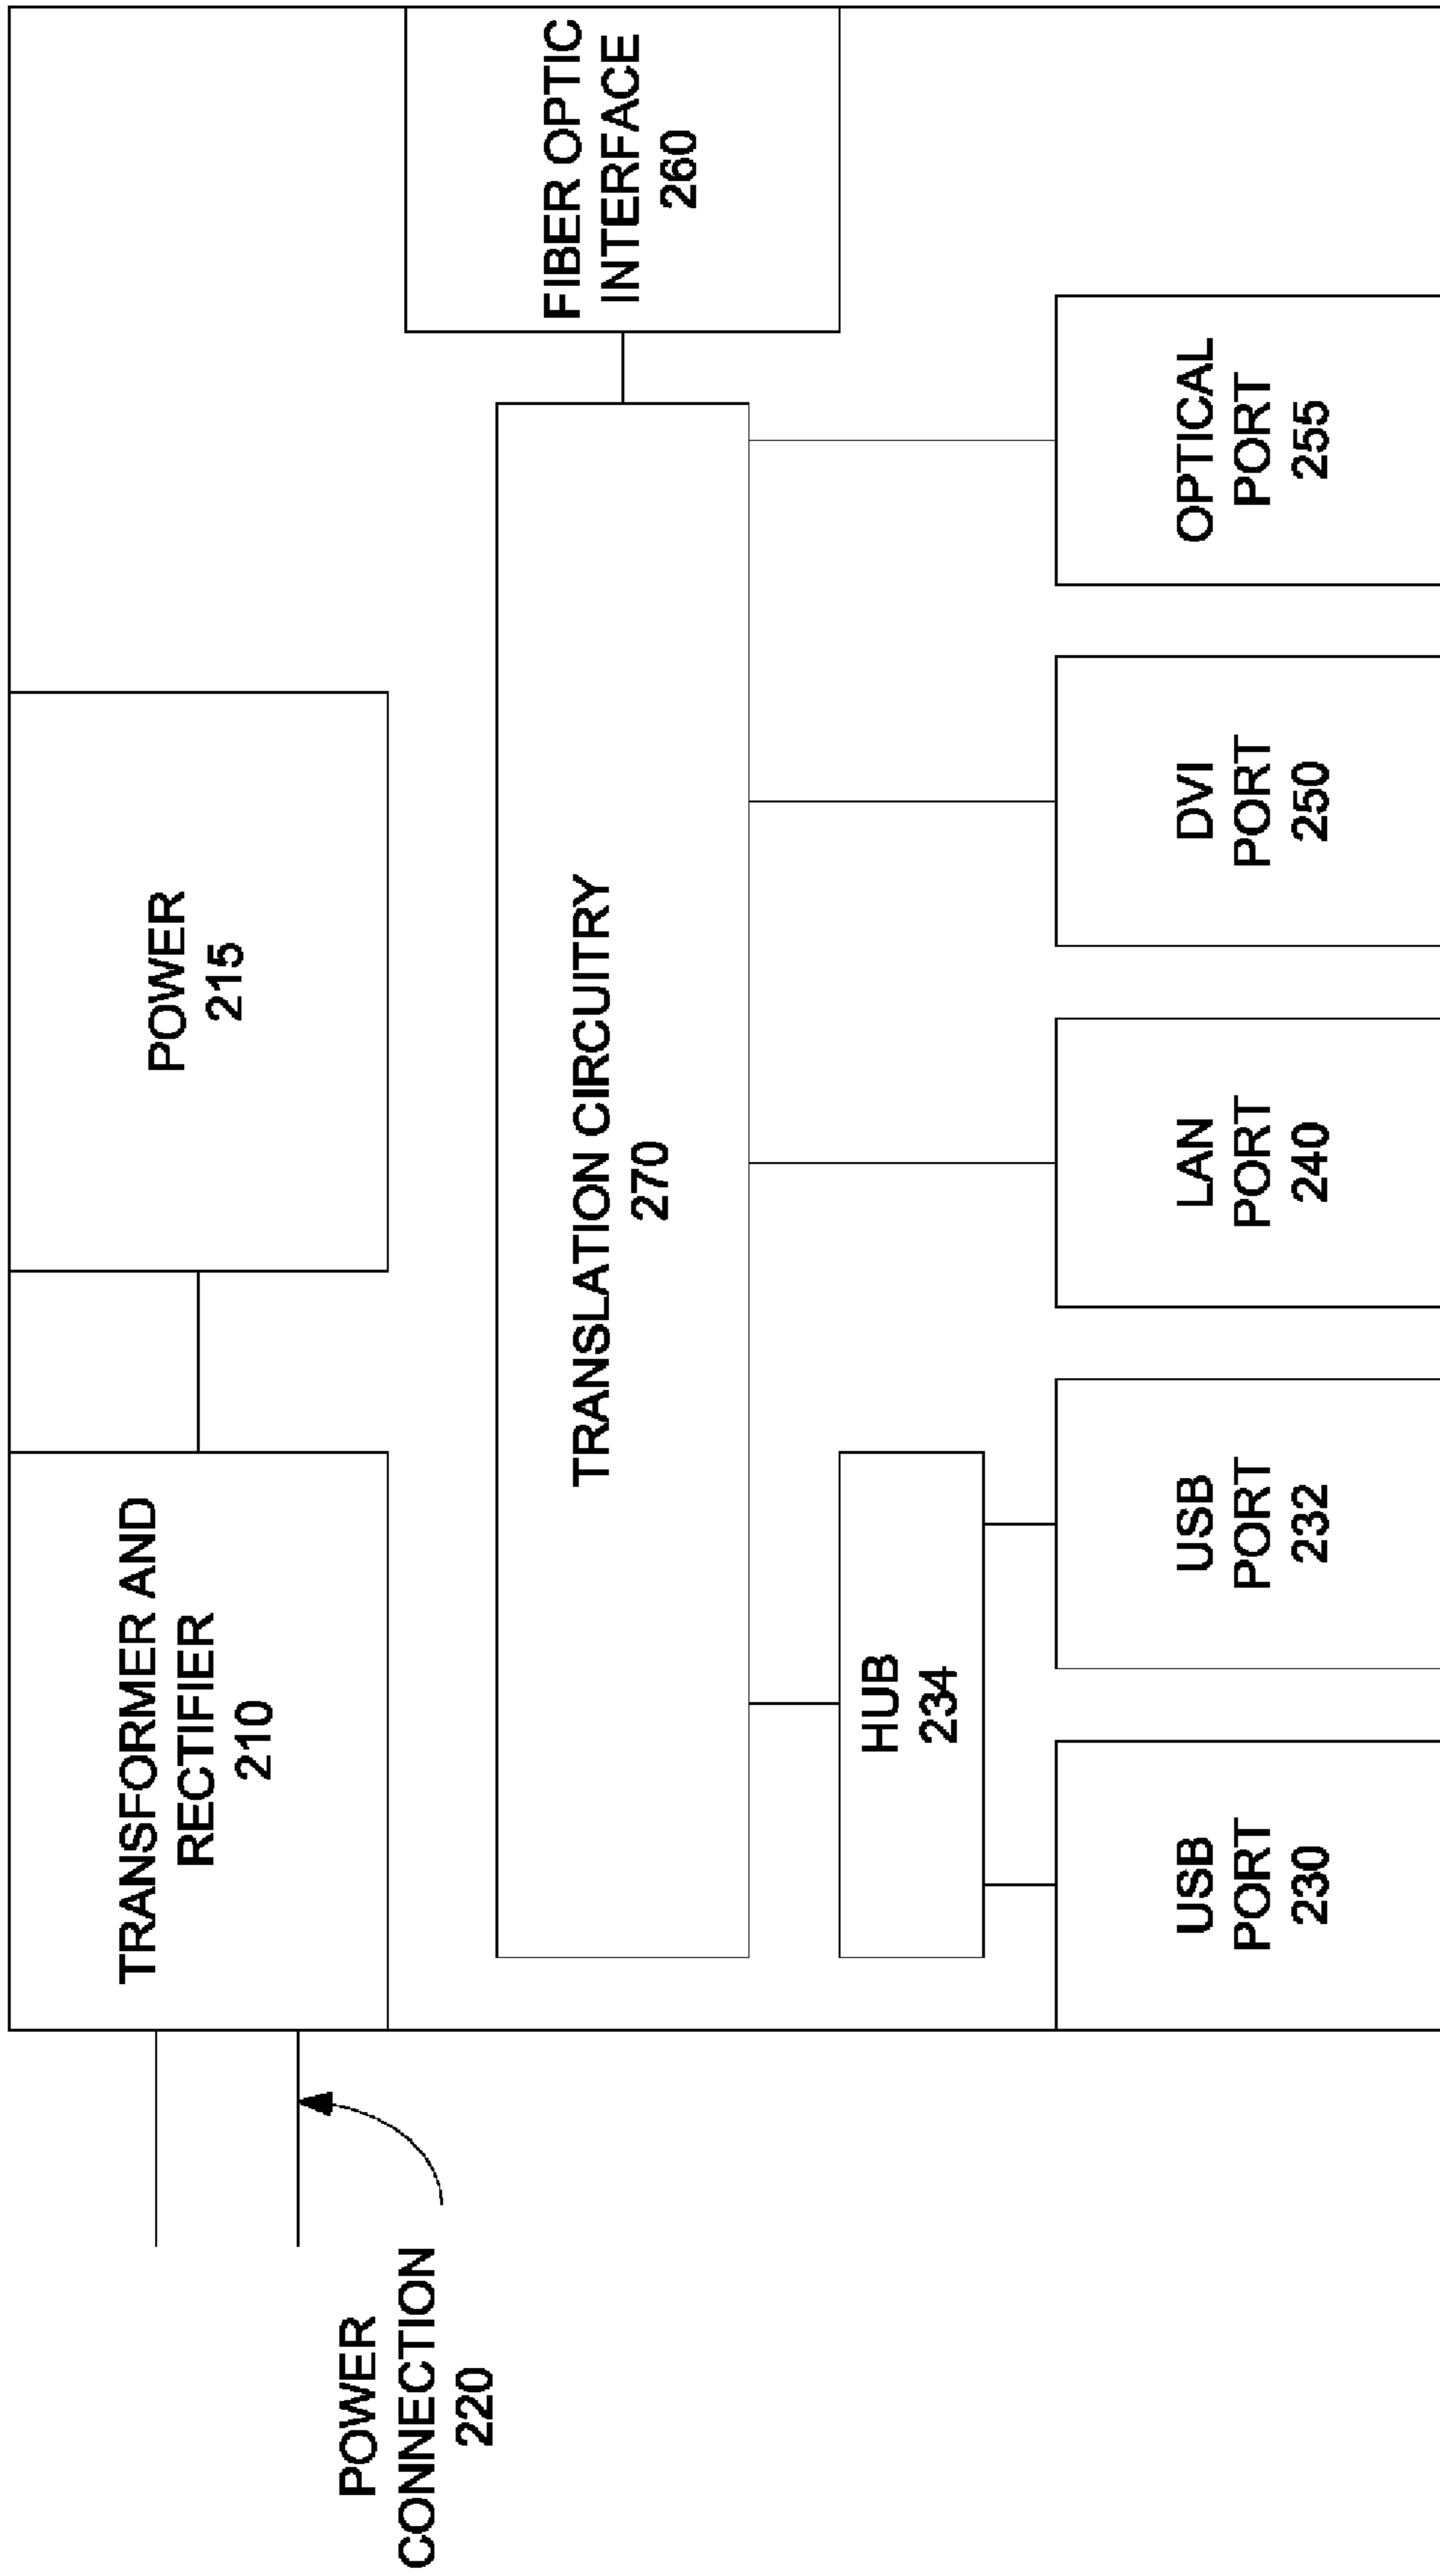 TRANSFORMER AND
RECTIFIER
210
POWER
215
POWER
CONNECTION
220
TRANSLATION CIRCUITRY
270
FIBER OPTIC
INTERFACE
260
HUB
234
USB
PORT
230
USB
PORT
232
LAN
PORT
240
DVI
PORT
250
OPTICAL
PORT
255